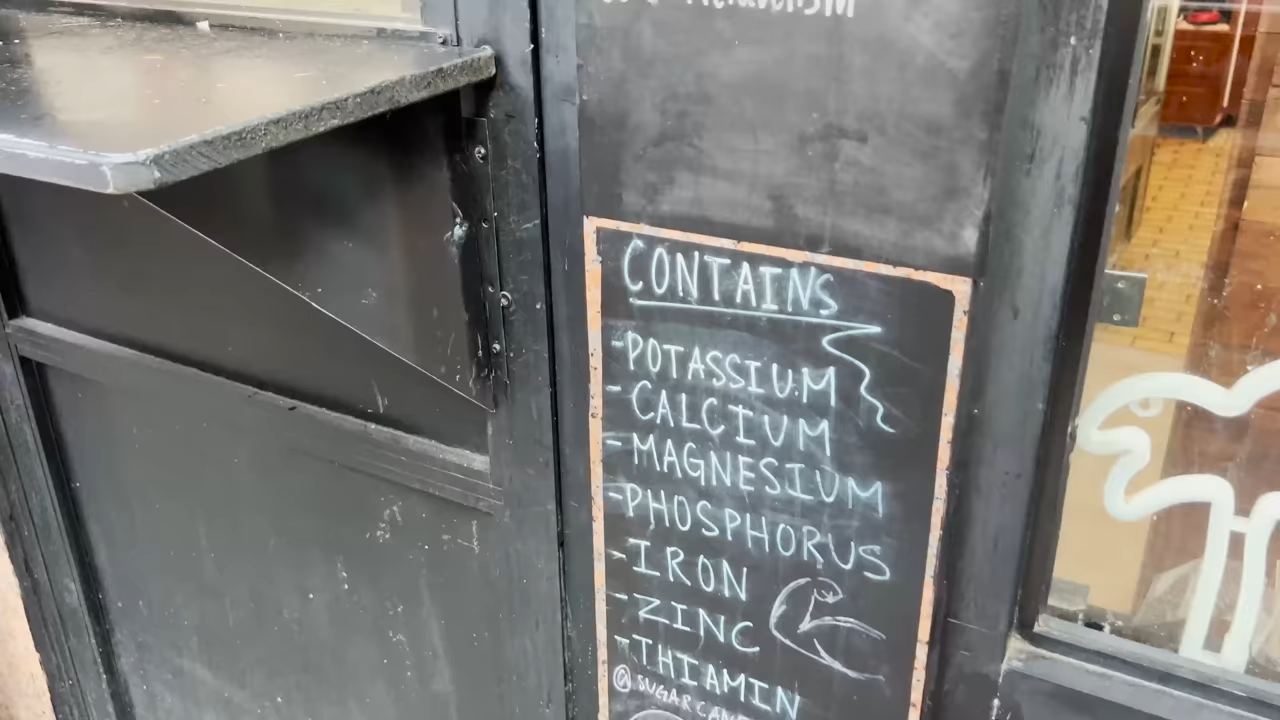 CONTAINS
-POTASSIUM
- CALCIUM
- MAGNESIUM
-PHOSPHORUS
-IRON
-ZINC
-THIAMIN